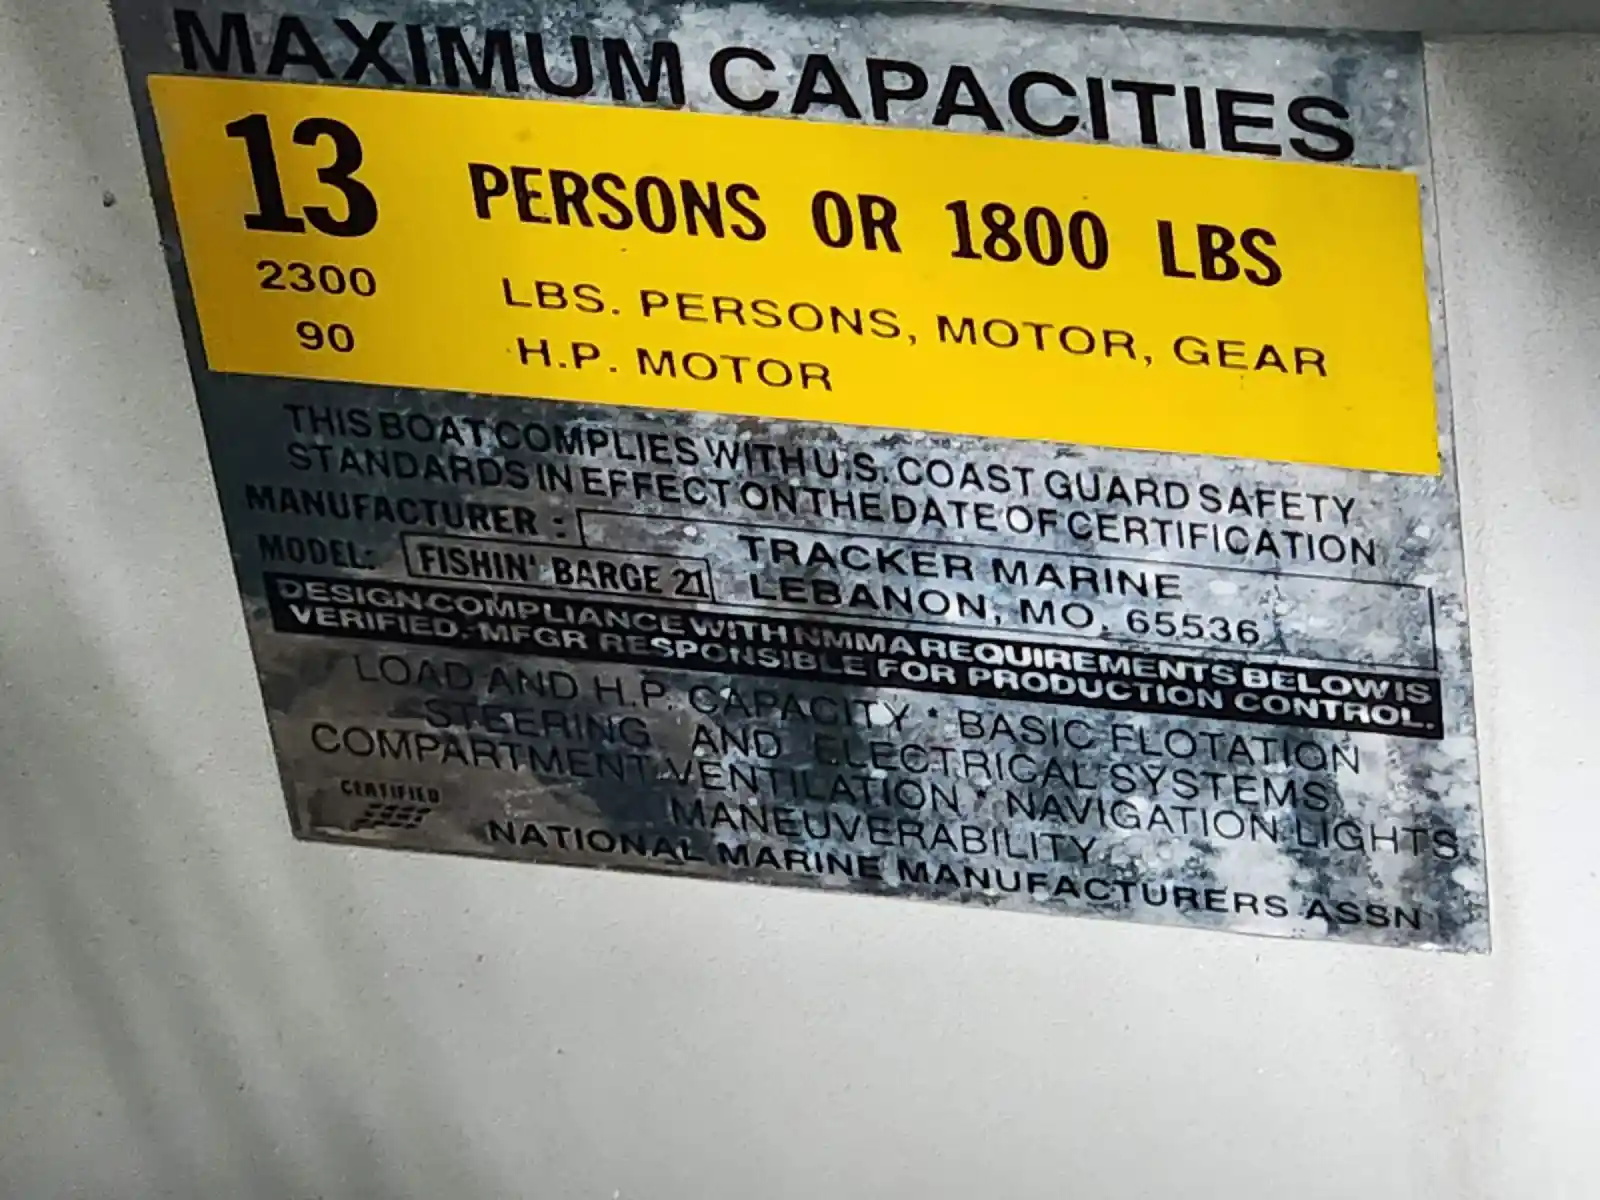 MAXIMUM CAPACITIES
13 PERSONS OR 1800 LBS
2300 LBS. PERSONS, MOTOR, GEAR
90 H.P. MOTOR
THIS BOAT COMPLIES WITH U.S. COAST GUARD SAFETY
STANDARDS IN EFFECT ON THE DATE OF CERTIFICATION
MANUFACTURER : TRACKER MARINE
MODEL: FISHIN' BARGE 21 LEBANON, MO. 65536
DESIGN COMPLIANCE WITH NMMA REQUIREMENTS BELOW IS
VERIFIED. MFGR RESPONSIBLE FOR PRODUCTION CONTROL.
LOAD AND H.P. CAPACITY • BASIC FLOTATION
STEERING AND ELECTRICAL SYSTEMS
COMPARTMENT VENTILATION • NAVIGATION LIGHTS
MANEUVERABILITY
CERTIFIED
NATIONAL MARINE MANUFACTURERS ASSN